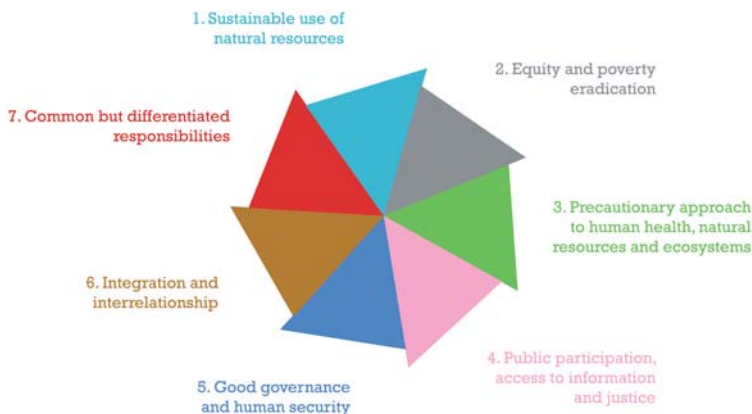 1. Sustainable use of
natural resources
2. Equity and poverty
eradication
3. Precautionary approach
to human health, natural
resources and ecosystems
4. Public participation,
access to information
and justice
5. Good governance
and human security
6. Integration and
interrelationship
7. Common but differentiated
responsibilities